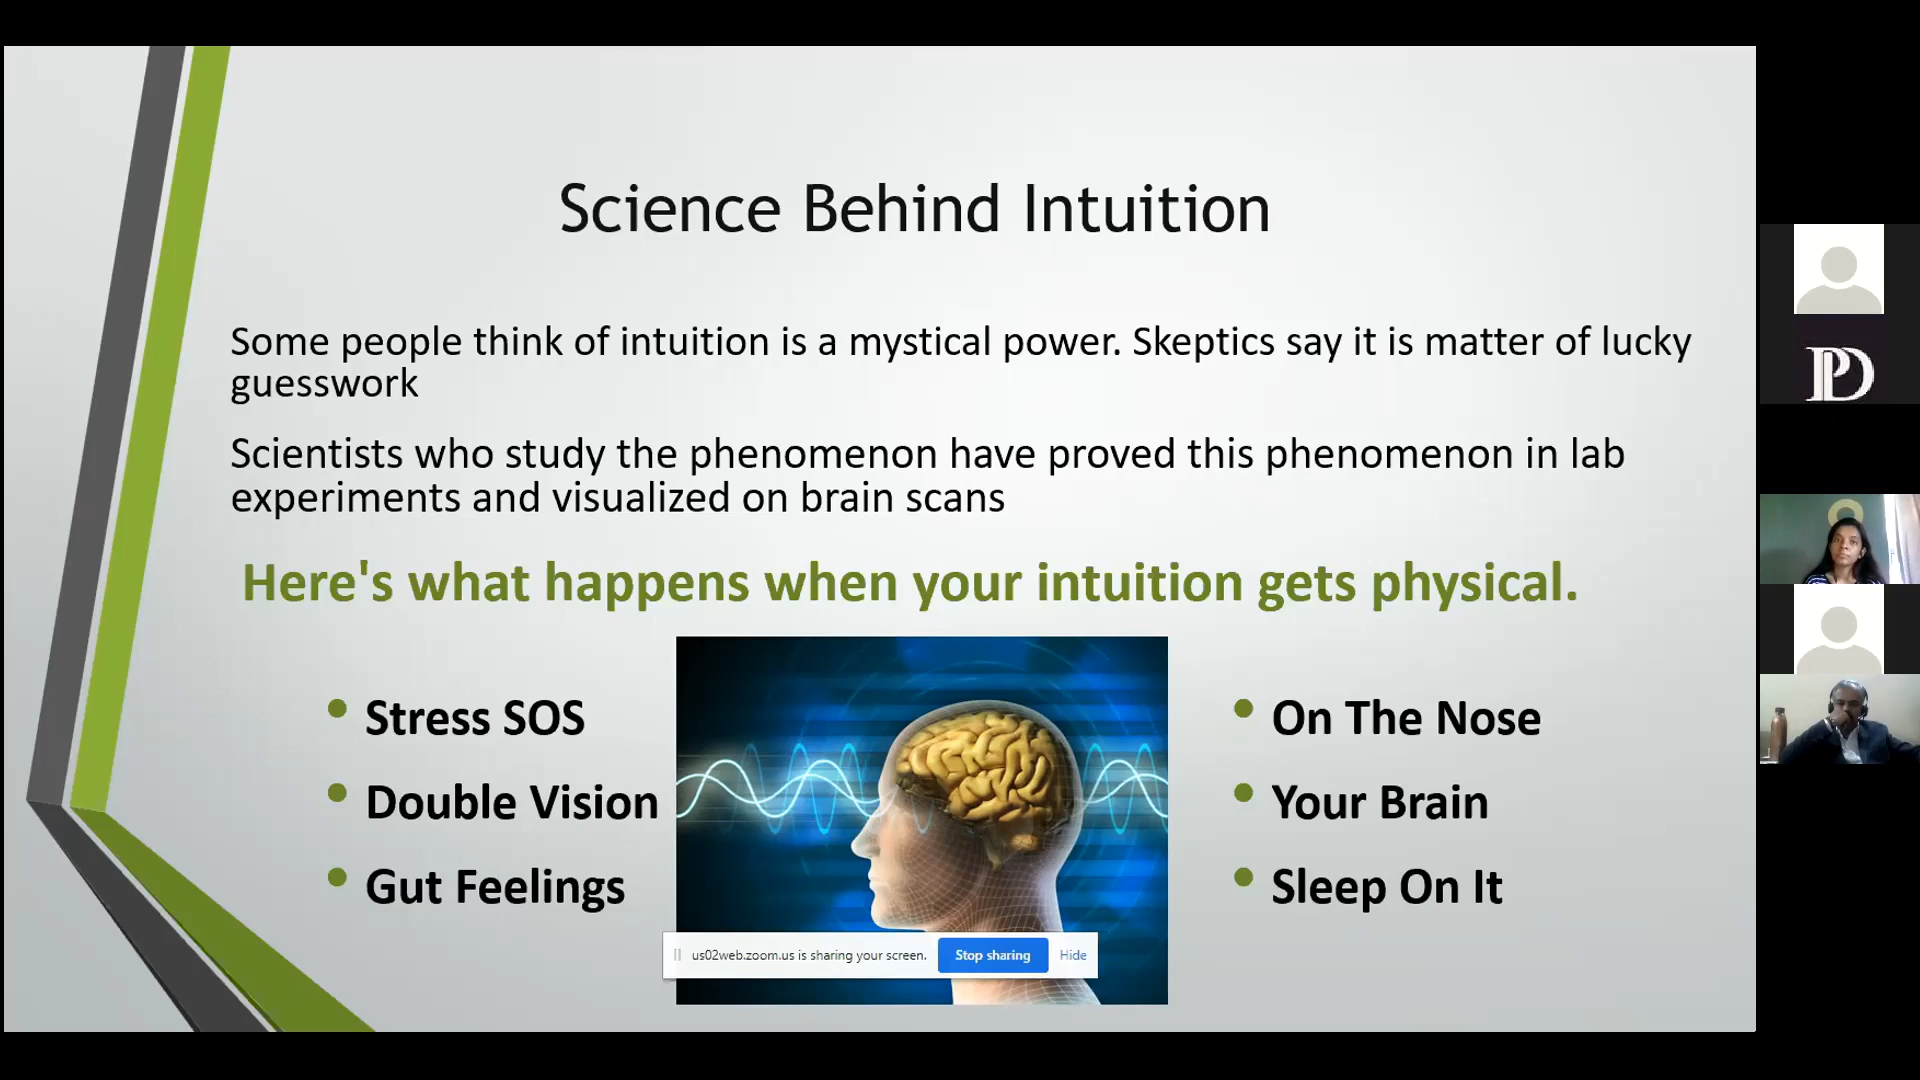 Science Behind Intuition
Some people think of intuition is a mystical power. Skeptics say it is matter of lucky
guesswork
Scientists who study the phenomenon have proved this phenomenon in lab
experiments and visualized on brain scans
Here's what happens when your intuition gets physical.
• Stress SOS
• Double Vision
• Gut Feelings
• On The Nose
• Your Brain
• Sleep On It
us02web.zoom.us is sharing your screen. Stop sharing Hide
PD